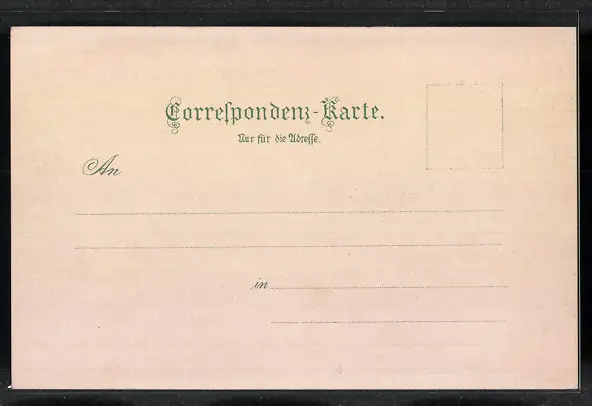 Correſpondenz-Karte.
Nur für die Adreſſe.
An
in